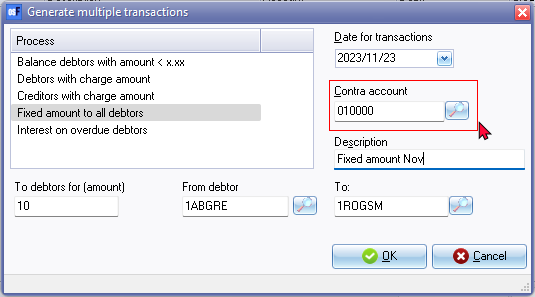 Generate multiple transactions
Process
Balance debtors with amount < x.xx
Debtors with charge amount
Creditors with charge amount
Fixed amount to all debtors
Interest on overdue debtors
Date for transactions
2023/11/23
Contra account
010000
Description
Fixed amount Nov
To debtors for (amount)
From debtor
To:
10
1ABGRE
1ROGSM
OK
Cancel